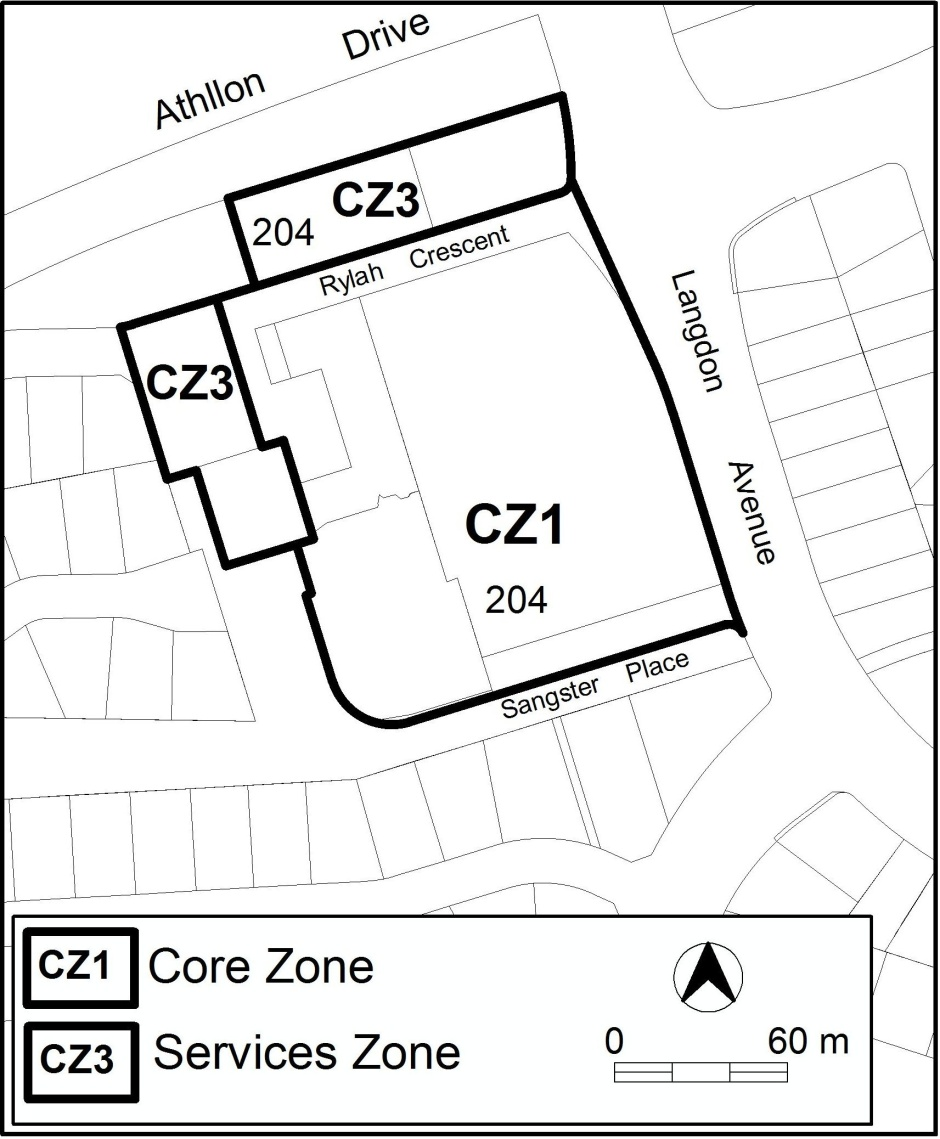 Athllon Drive
CZ3
204
Rylah Crescent
Langdon Avenue
CZ3
CZ1
204
Sangster Place
CZ1 Core Zone
CZ3 Services Zone
0 60 m